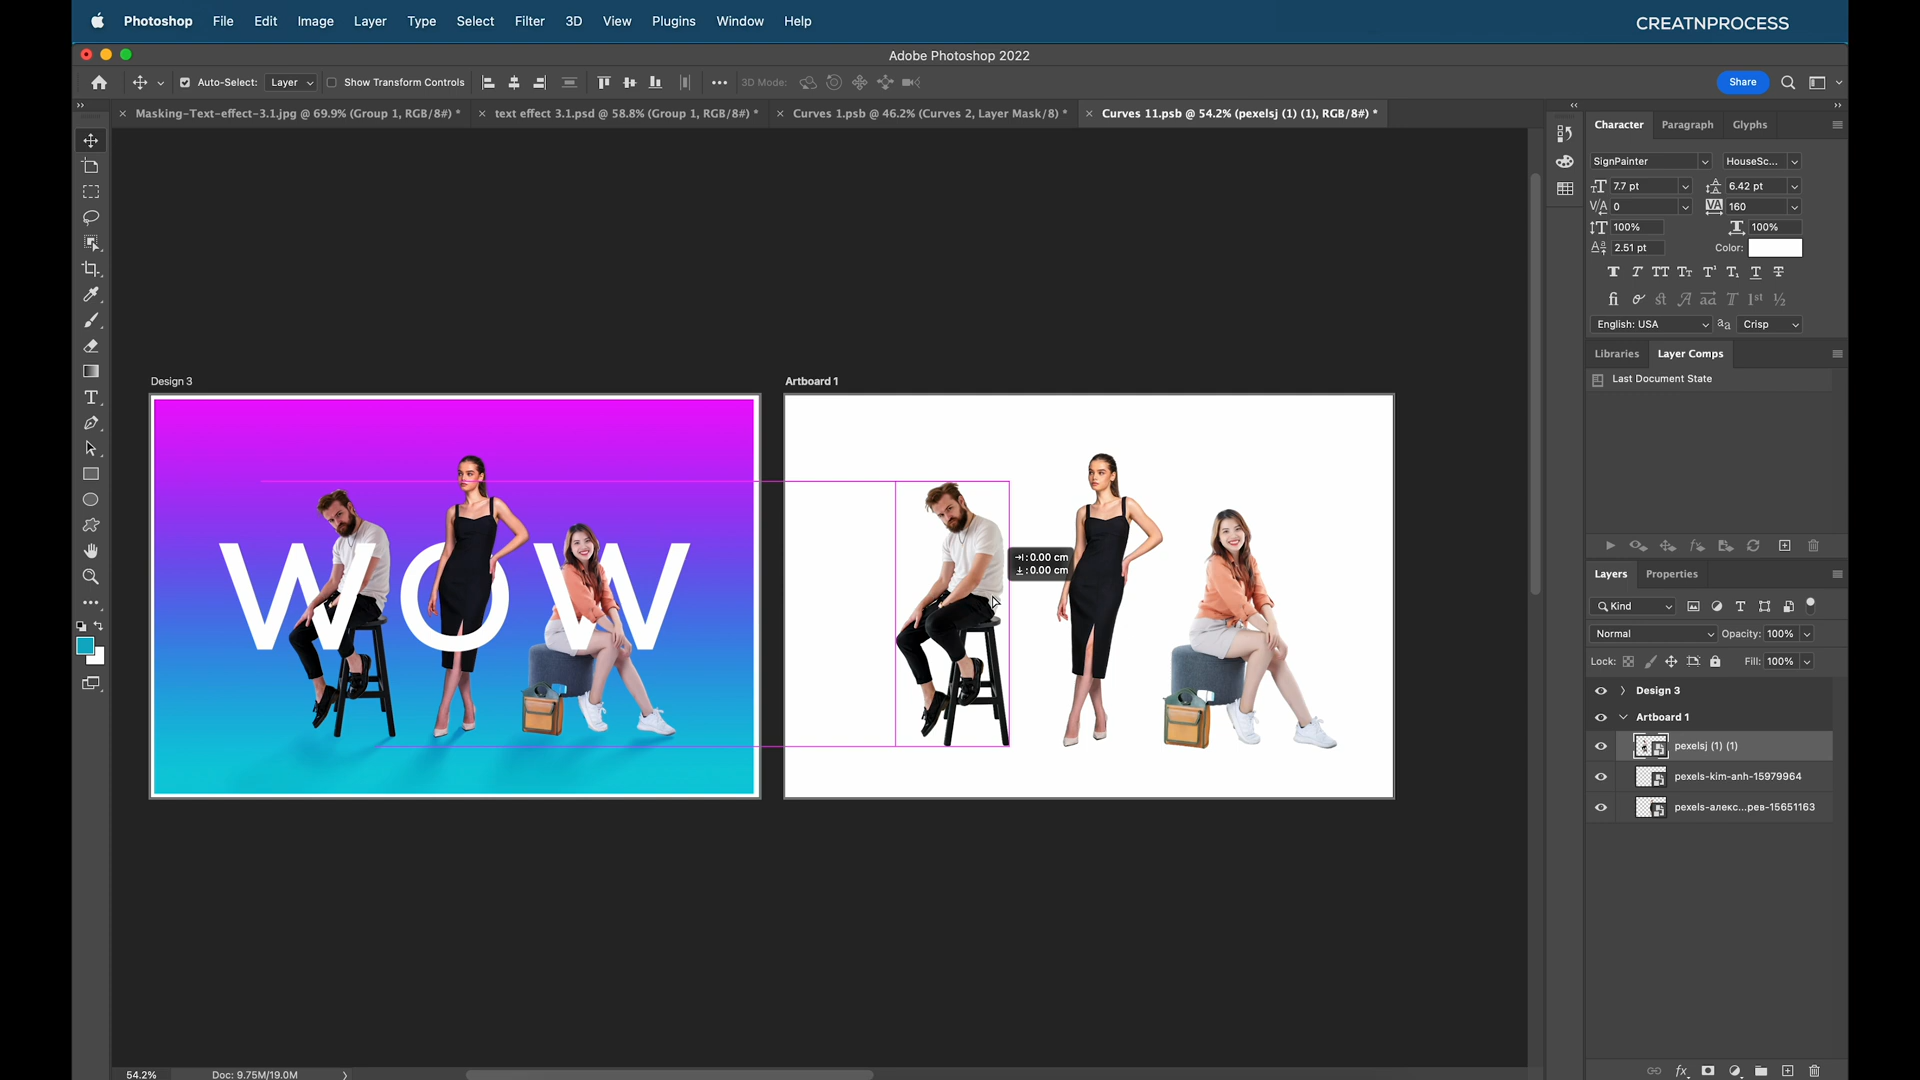 Photoshop File Edit Image Layer Type Select Filter 3D View Plugins Window Help
CREATNPROCESS
Adobe Photoshop 2022
Auto-Select: Layer Show Transform Controls 3D Mode: Share
Masking-Text-effect-3.1.jpg @ 69.9% (Group 1, RGB/8#) * text effect 3.1.psd @ 58.8% (Group 1, RGB/8#) * Curves 1.psb @ 46.2% (Curves 2, Layer Mask/8) * Curves 11.psb @ 54.2% (pexelsj (1) (1), RGB/8#) *
Character Paragraph Glyphs
SignPainter HouseSc...
7.7 pt 6.42 pt
0 160
100% 100%
2.51 pt Color:
English: USA Crisp
Libraries Layer Comps
Last Document State
Design 3
Artboard 1
WOW
: 0.00 cm
: 0.00 cm
Layers Properties
Kind
Normal Opacity: 100%
Lock: Fill: 100%
Design 3
Artboard 1
pexelsj (1) (1)
pexels-kim-anh-15979964
pexels-алекс...рев-15651163
54.2% Doc: 9.75M/19.0M